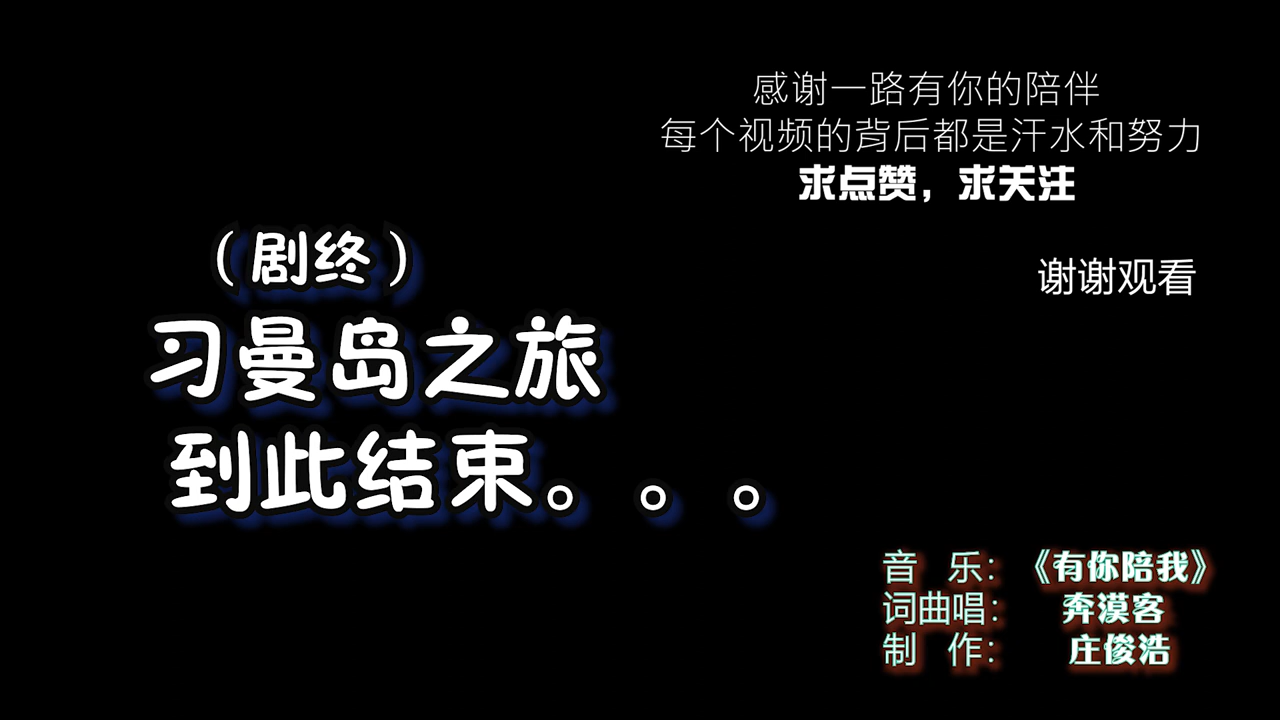 感谢一路有你的陪伴
每个视频的背后都是汗水和努力
求点赞，求关注
谢谢观看
（剧终）
习曼岛之旅
到此结束。。。
音 乐：《有你陪我》
词曲唱： 奔漠客
制 作： 庄俊浩